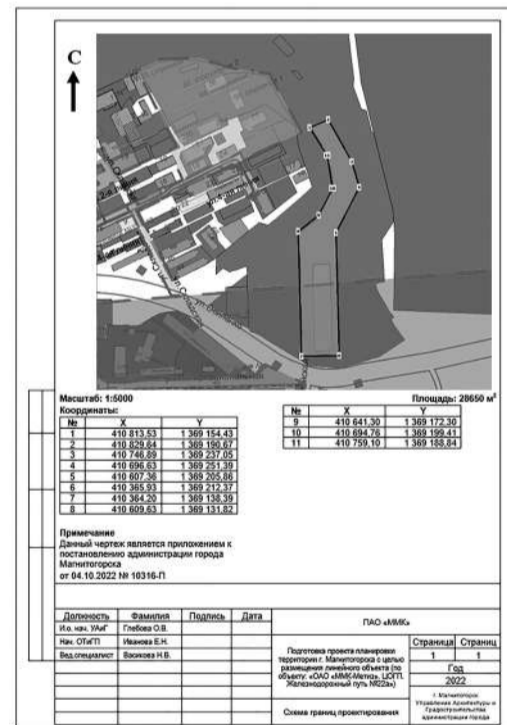 С
Масштаб: 1:5000
Площадь: 28650 м²
Координаты:
№ X Y
1 410 813,53 1 369 154,43
2 410 829,64 1 369 190,67
3 410 746,89 1 369 237,05
4 410 696,63 1 369 251,39
5 410 607,36 1 369 205,86
6 410 365,93 1 369 212,37
7 410 364,20 1 369 138,39
8 410 609,63 1 369 131,82
№ X Y
9 410 641,30 1 369 172,30
10 410 694,76 1 369 199,41
11 410 759,10 1 369 188,84
Примечание
Данный чертеж является приложением к
постановлению администрации города
Магнитогорска
от 04.10.2022 № 10316-П
Должность Фамилия Подпись Дата
И.о. нач. УАиГ Глебова О.В.
Нач. ОТиГП Иванова Е.Н.
Вед.специалист Васикова Н.В.
ПАО «ММК»
Подготовка проекта планировки
территории г. Магнитогорска с целью
размещения линейного объекта (по
объекту: «ОАО «ММК-Метиз». ЦОГП.
Железнодорожный путь №22а»)
Страница Страниц
1 1
Год
2022
Схема границ проектирования
г. Магнитогорск
Управление Архитектуры и
Градостроительства
администрации города